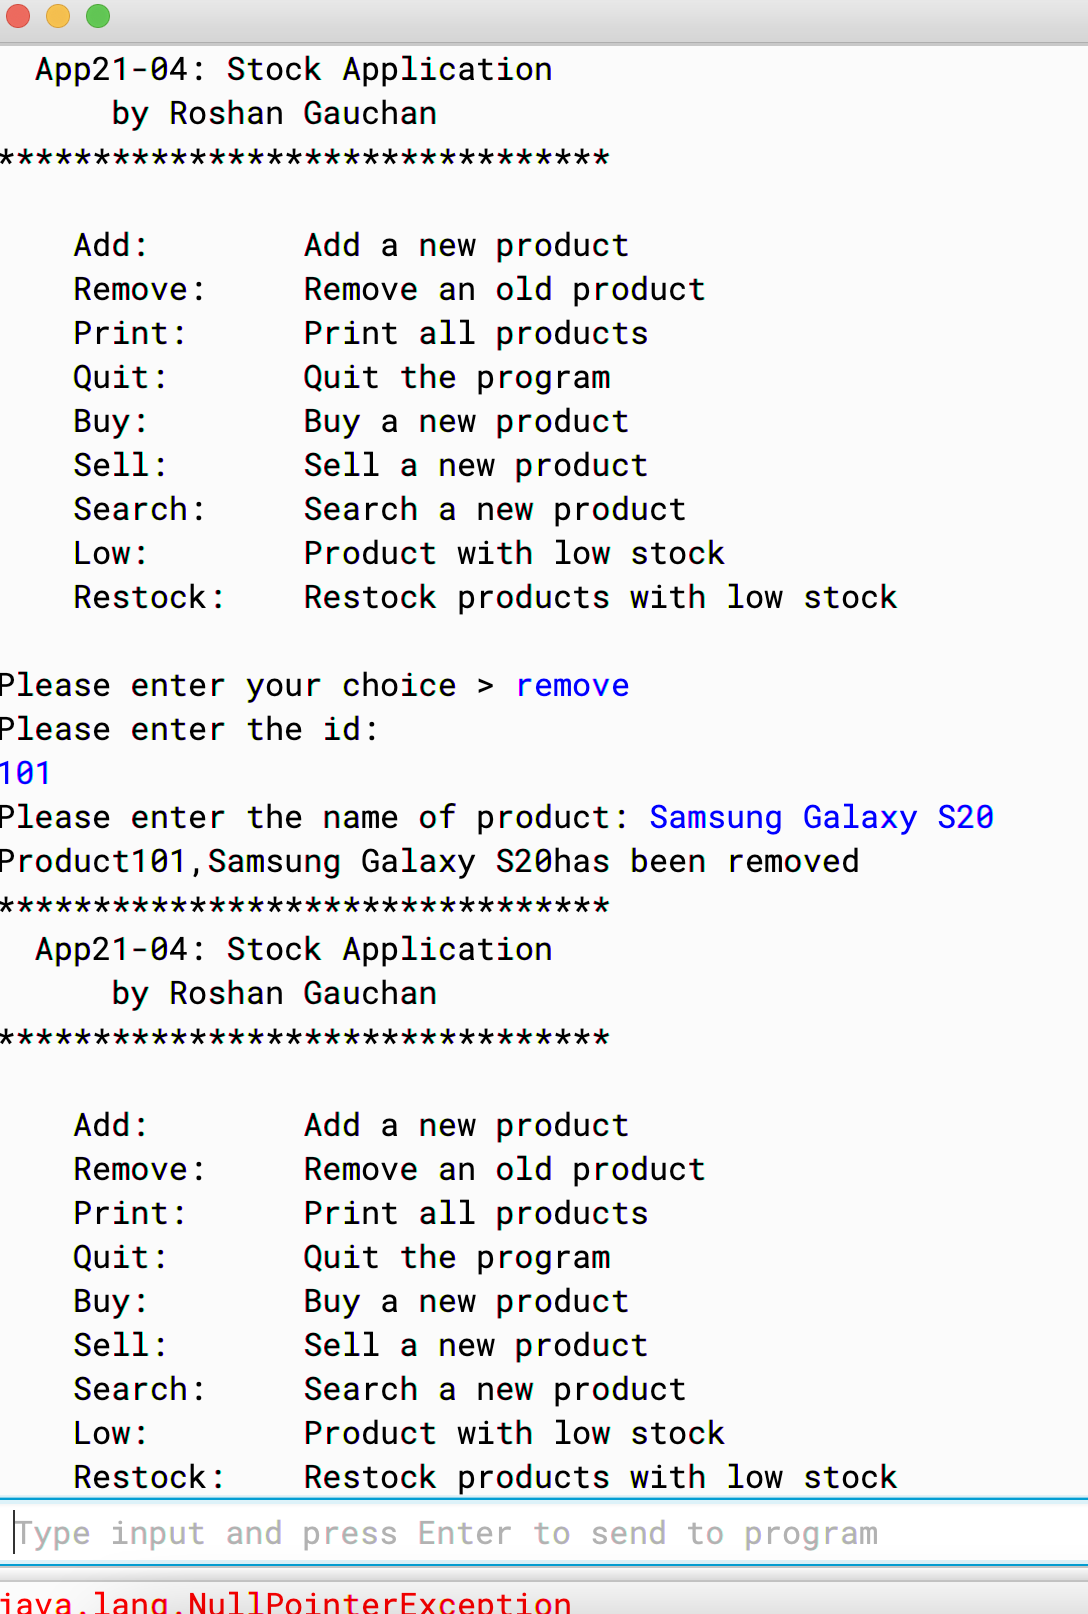 App21-04: Stock Application
by Roshan Gauchan
********************************
Add: Add a new product
Remove: Remove an old product
Print: Print all products
Quit: Quit the program
Buy: Buy a new product
Sell: Sell a new product
Search: Search a new product
Low: Product with low stock
Restock: Restock products with low stock
Please enter your choice > remove
Please enter the id:
101
Please enter the name of product: Samsung Galaxy S20
Product101,Samsung Galaxy S20has been removed
********************************
App21-04: Stock Application
by Roshan Gauchan
********************************
Add: Add a new product
Remove: Remove an old product
Print: Print all products
Quit: Quit the program
Buy: Buy a new product
Sell: Sell a new product
Search: Search a new product
Low: Product with low stock
Restock: Restock products with low stock
Type input and press Enter to send to program
java.lang.NullPointerException